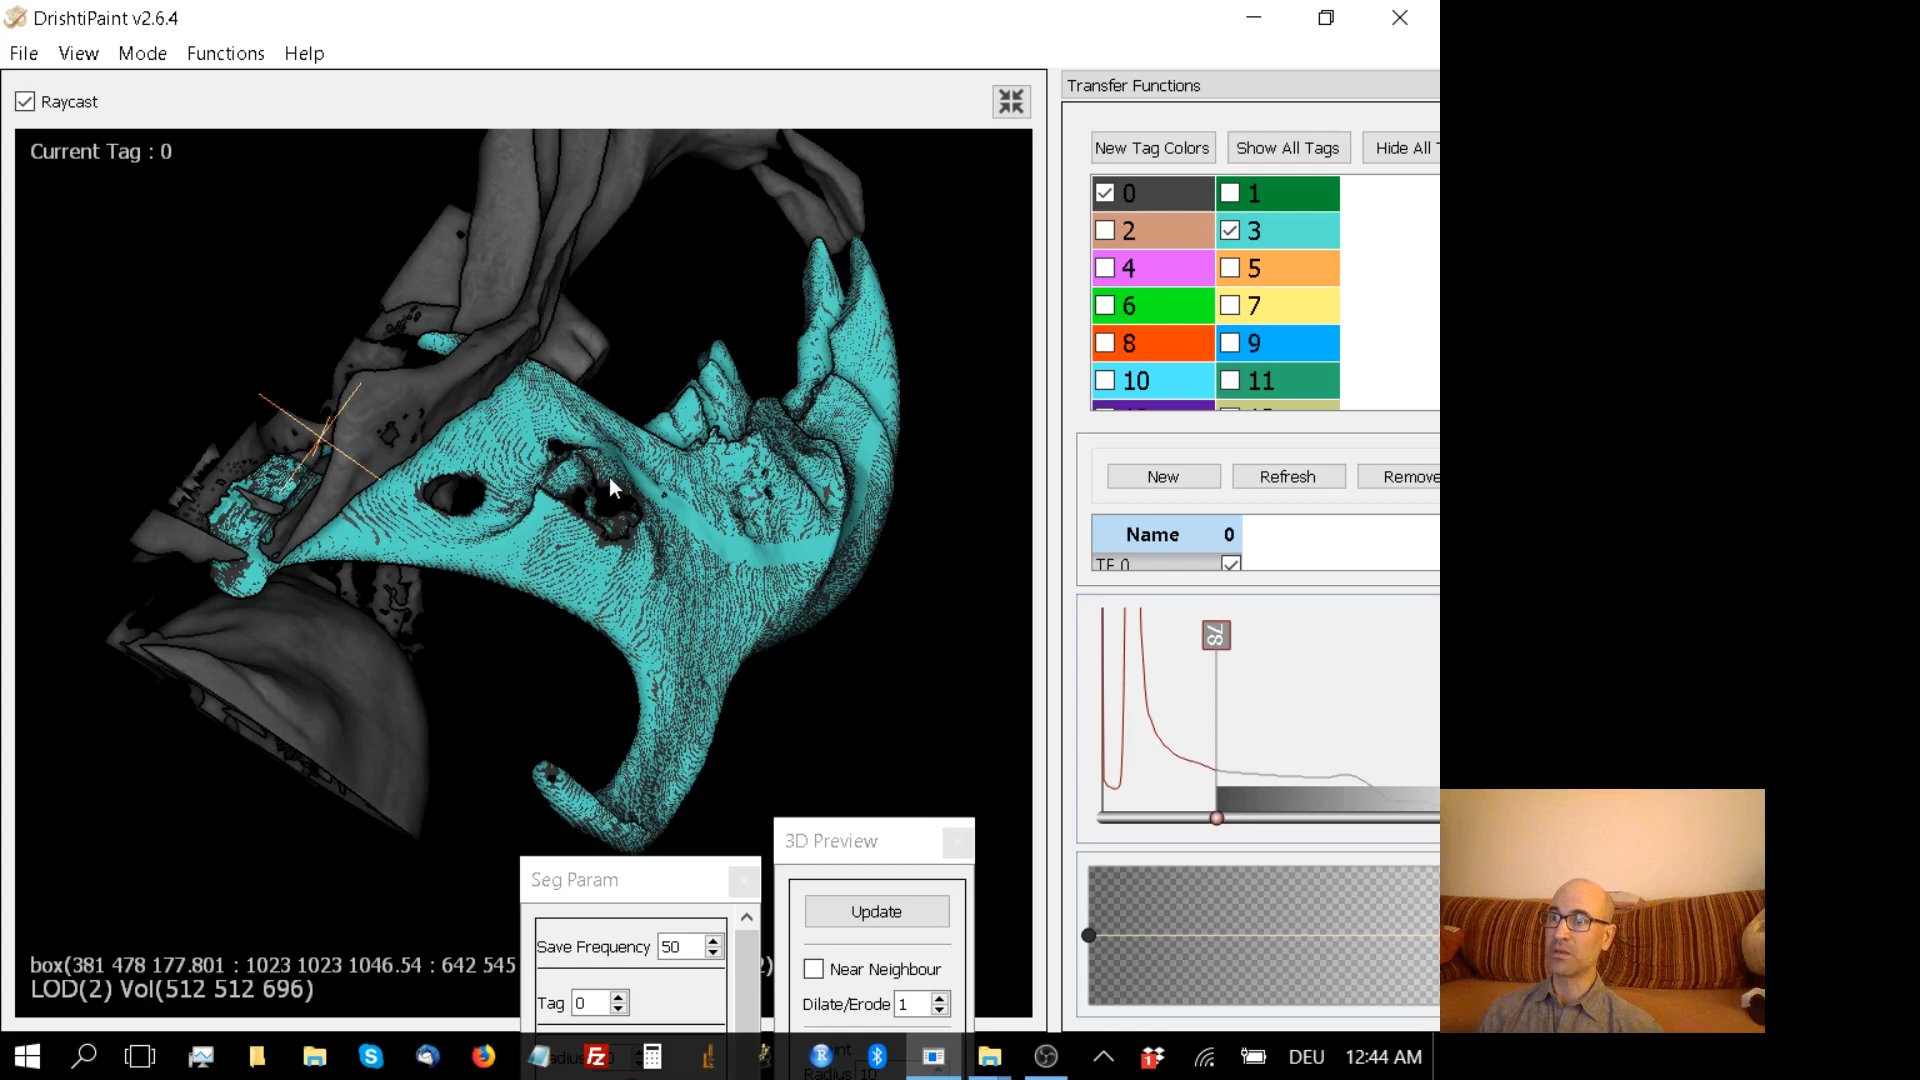 DrishtiPaint v2.6.4
File View Mode Functions Help
Raycast
Transfer Functions
Current Tag : 0
New Tag Colors Show All Tags Hide All
0 1
2 3
4 5
6 7
8 9
10 11
New Refresh Remove
Name 0
TF 0
78
3D Preview
Update
Near Neighbour
Dilate/Erode 1
Radius 10
Seg Param
Save Frequency 50
Tag 0
box(381 478 177.801 : 1023 1023 1046.54 : 642 545
LOD(2) Vol(512 512 696)
DEU 12:44 AM